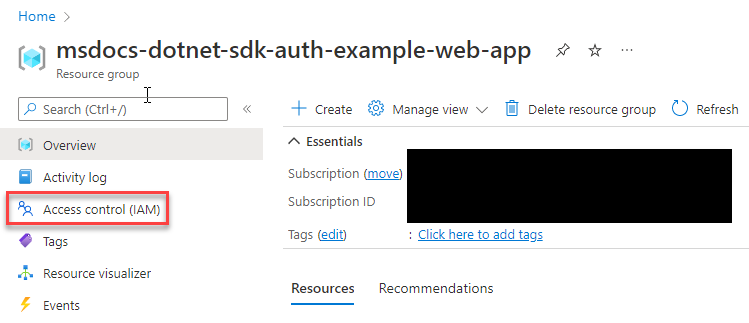 Home >
msdocs-dotnet-sdk-auth-example-web-app
Resource group
Search (Ctrl+/)
Overview
Activity log
Access control (IAM)
Tags
Resource visualizer
Events
Create Manage view Delete resource group Refresh
Essentials
Subscription (move)
Subscription ID
Tags (edit) : Click here to add tags
Resources Recommendations